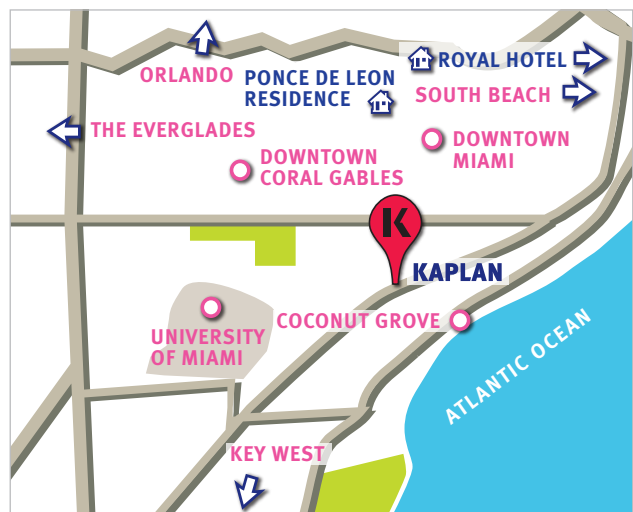 ROYAL HOTEL
ORLANDO
PONCE DE LEON
RESIDENCE
SOUTH BEACH
THE EVERGLADES
DOWNTOWN
MIAMI
DOWNTOWN
CORAL GABLES
K
KAPLAN
COCONUT GROVE
UNIVERSITY
OF MIAMI
ATLANTIC OCEAN
KEY WEST